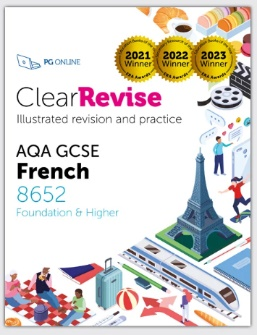 PG ONLINE
2021
Winner
2022
Winner
2023
Winner
ClearRevise
Illustrated revision and practice
AQA GCSE
French
8652
Foundation & Higher